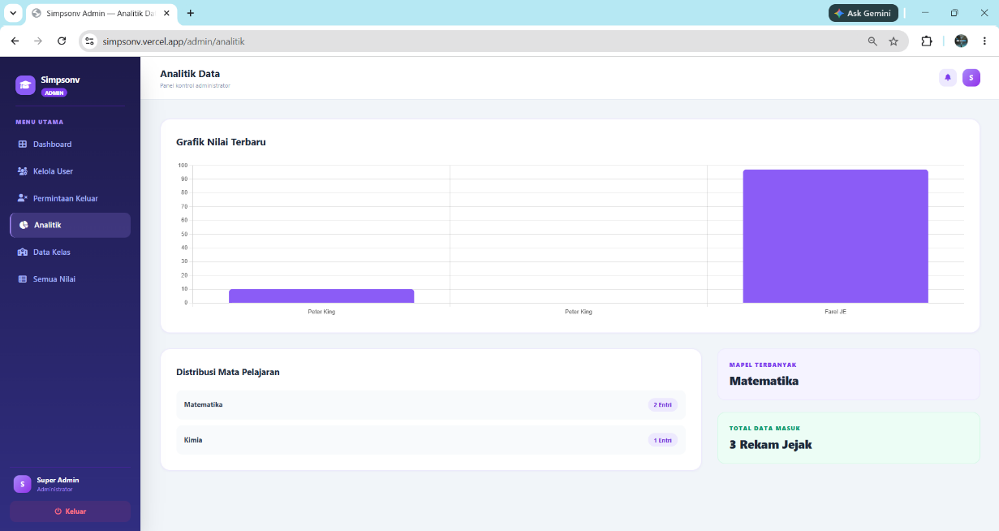 Simpsonv Admin — Analitik Da
Ask Gemini
simpsonv.vercel.app/admin/analitik
Simpsonv
ADMIN
MENU UTAMA
Dashboard
Kelola User
Permintaan Keluar
Analitik
Data Kelas
Semua Nilai
Super Admin
S
Administrator
Keluar
Analitik Data
Panel kontrol administrator
S
Grafik Nilai Terbaru
100
90
80
70
60
50
40
30
20
10
0
Peter King
Peter King
Farel JE
Distribusi Mata Pelajaran
Matematika
2 Entri
Kimia
1 Entri
MAPEL TERBANYAK
Matematika
TOTAL DATA MASUK
3 Rekam Jejak